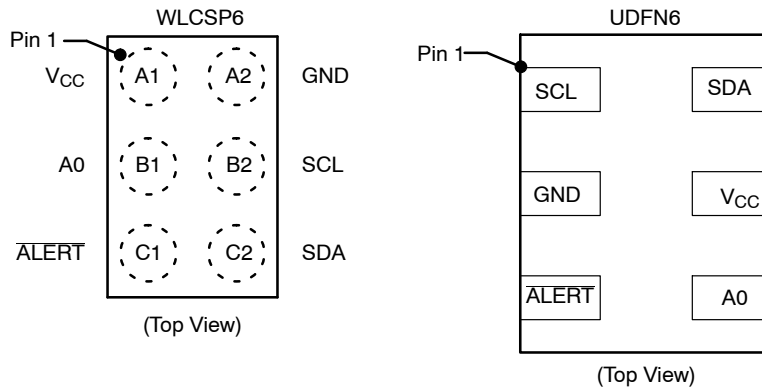 WLCSP6
Pin 1
VCC A1 A2 GND
A0 B1 B2 SCL
ALERT C1 C2 SDA
(Top View)
UDFN6
Pin 1
SCL SDA
GND VCC
ALERT A0
(Top View)